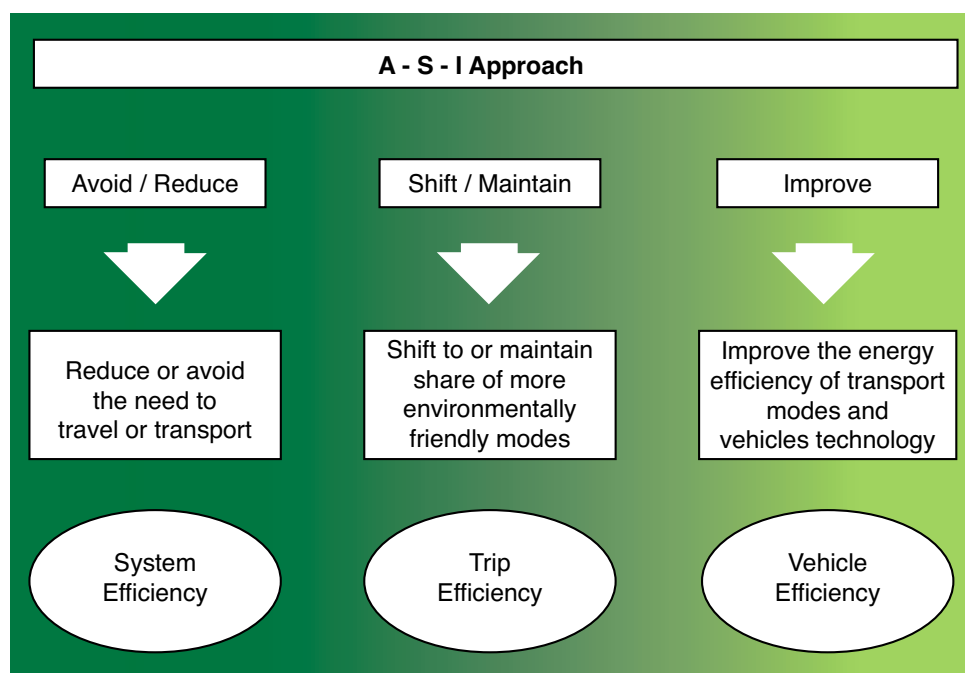 A - S - I Approach
Avoid / Reduce
Shift / Maintain
Improve
Reduce or avoid
the need to
travel or transport
Shift to or maintain
share of more
environmentally
friendly modes
Improve the energy
efficiency of transport
modes and
vehicles technology
System
Efficiency
Trip
Efficiency
Vehicle
Efficiency